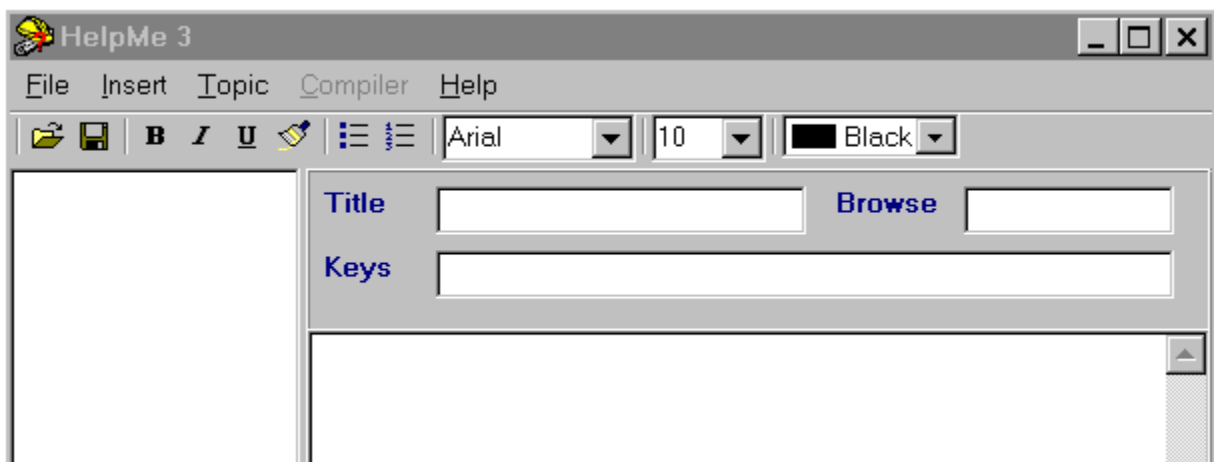 HelpMe 3
File Insert Topic Compiler Help
B I U Arial 10 Black
Title Browse
Keys